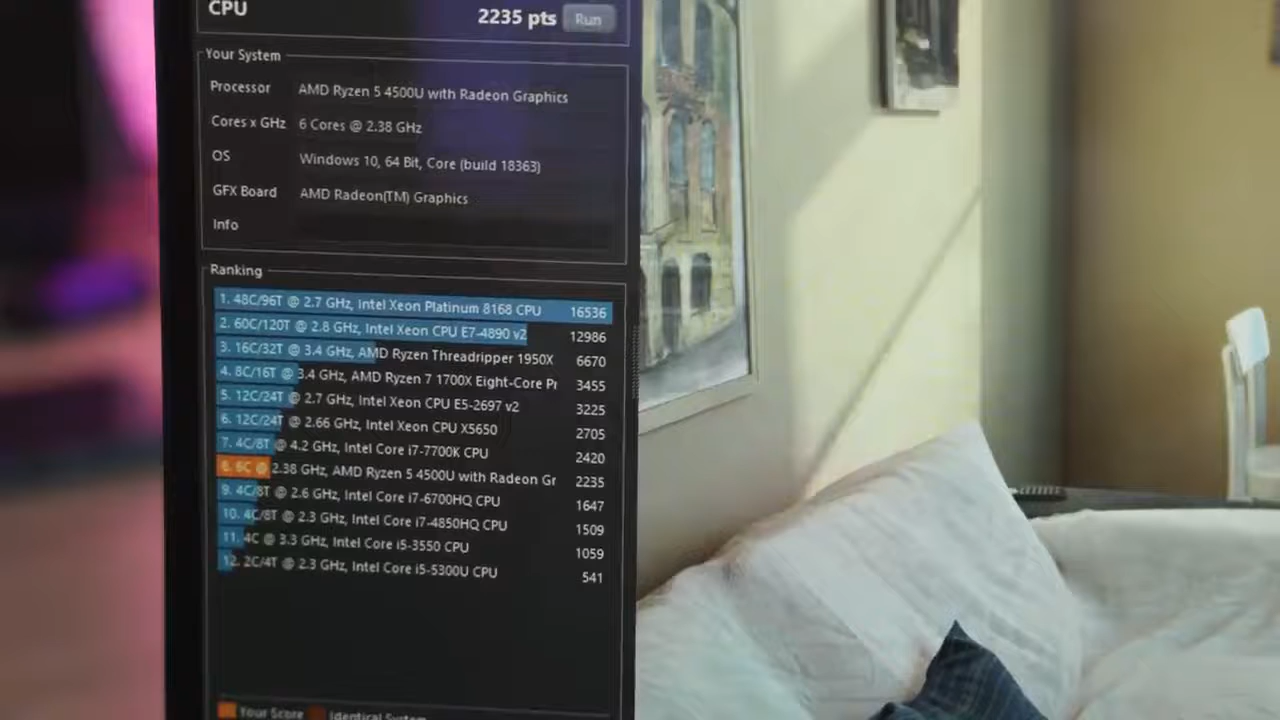 CPU 2235 pts Run
Your System
Processor AMD Ryzen 5 4500U with Radeon Graphics
Cores x GHz 6 Cores @ 2.38 GHz
OS Windows 10, 64 Bit, Core (build 18363)
GFX Board AMD Radeon(TM) Graphics
Info
Ranking
1. 48C/96T @ 2.7 GHz, Intel Xeon Platinum 8168 CPU 16536
2. 60C/120T @ 2.8 GHz, Intel Xeon CPU E7-4890 v2 12986
3. 16C/32T @ 3.4 GHz, AMD Ryzen Threadripper 1950X 6670
4. 8C/16T @ 3.4 GHz, AMD Ryzen 7 1700X Eight-Core Pr 3455
5. 12C/24T @ 2.7 GHz, Intel Xeon CPU E5-2697 v2 3225
6. 12C/24T @ 2.66 GHz, Intel Xeon CPU X5650 2705
7. 4C/8T @ 4.2 GHz, Intel Core i7-7700K CPU 2420
8. 6C @ 2.38 GHz, AMD Ryzen 5 4500U with Radeon Gr 2235
9. 4C/8T @ 2.6 GHz, Intel Core i7-6700HQ CPU 1647
10. 4C/8T @ 2.3 GHz, Intel Core i7-4850HQ CPU 1509
11. 4C @ 3.3 GHz, Intel Core i5-3550 CPU 1059
12. 2C/4T @ 2.3 GHz, Intel Core i5-5300U CPU 541
Your Score Identical System